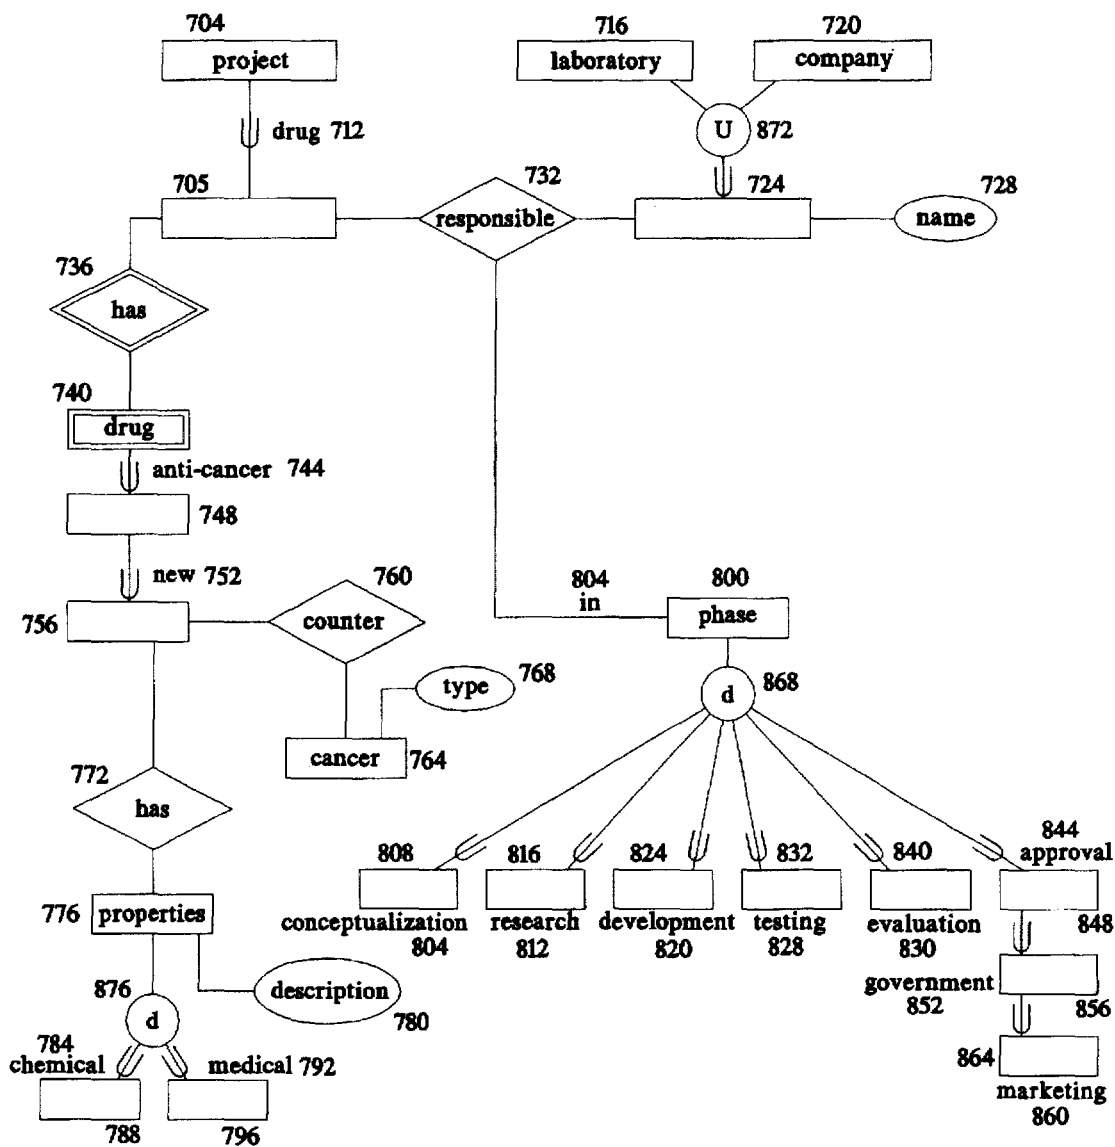 704
716
720
project
laboratory
company
drug 712
U
872
705
732
724
728
responsible
name
736
has
740
drug
anti-cancer 744
748
new 752
760
804
in
800
756
counter
phase
type
768
d
868
cancer
764
772
has
808
816
824
832
840
844
approval
776
properties
conceptualization
804
research
812
development
820
testing
828
evaluation
830
848
876
description
780
government
852
856
d
784
chemical
medical 792
864
788
796
marketing
860